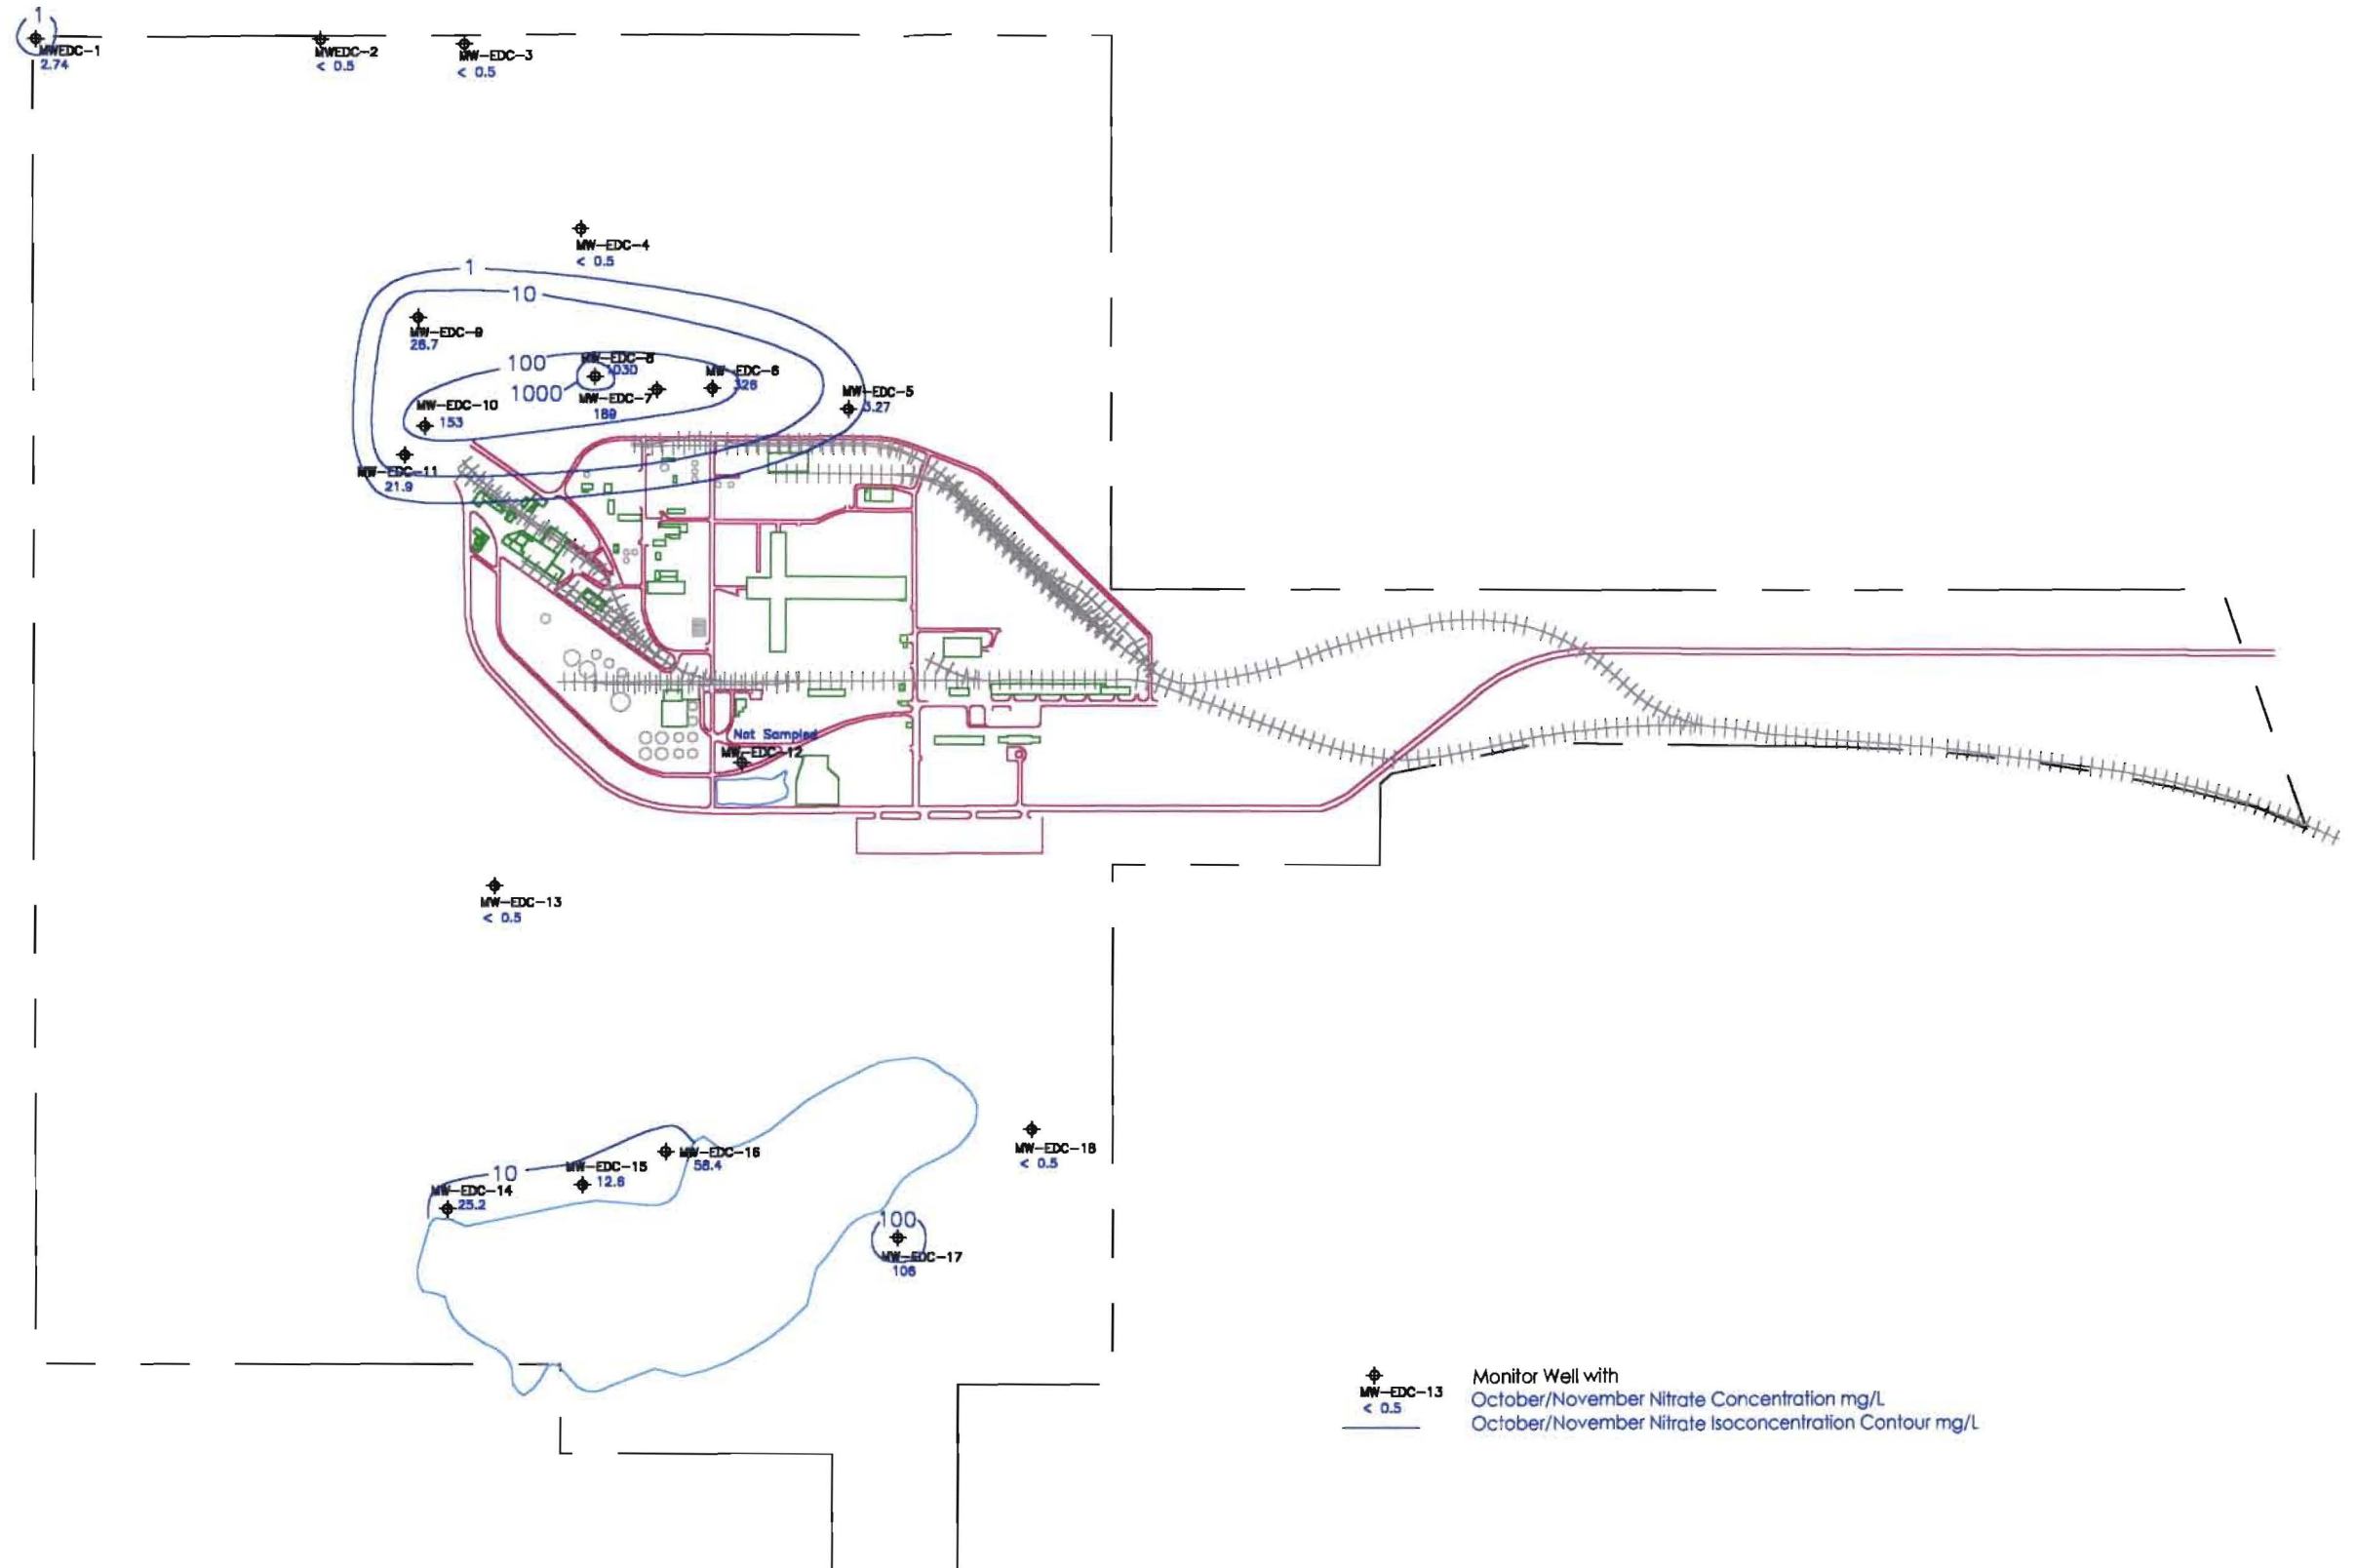 1
MWEDC-1
2.74
MWEDC-2
< 0.5
MW-EDC-3
< 0.5
MW-EDC-4
< 0.5
1
10
MW-EDC-9
100
MW-EDC-8
1030
1000
MW-EDC-7
189
MW-EDC-6
326
MW-EDC-5
3.27
MW-EDC-10
153
MW-EDC-11
21.9
Not Sampled
MW-EDC-12
MW-EDC-13
< 0.5
10
MW-EDC-14
25.2
MW-EDC-15
12.6
MW-EDC-16
MW-EDC-18
< 0.5
100
MW-EDC-17
MW-EDC-13
< 0.5
Monitor Well with
October/November Nitrate Concentration mg/L
October/November Nitrate Isoconcentration Contour mg/L